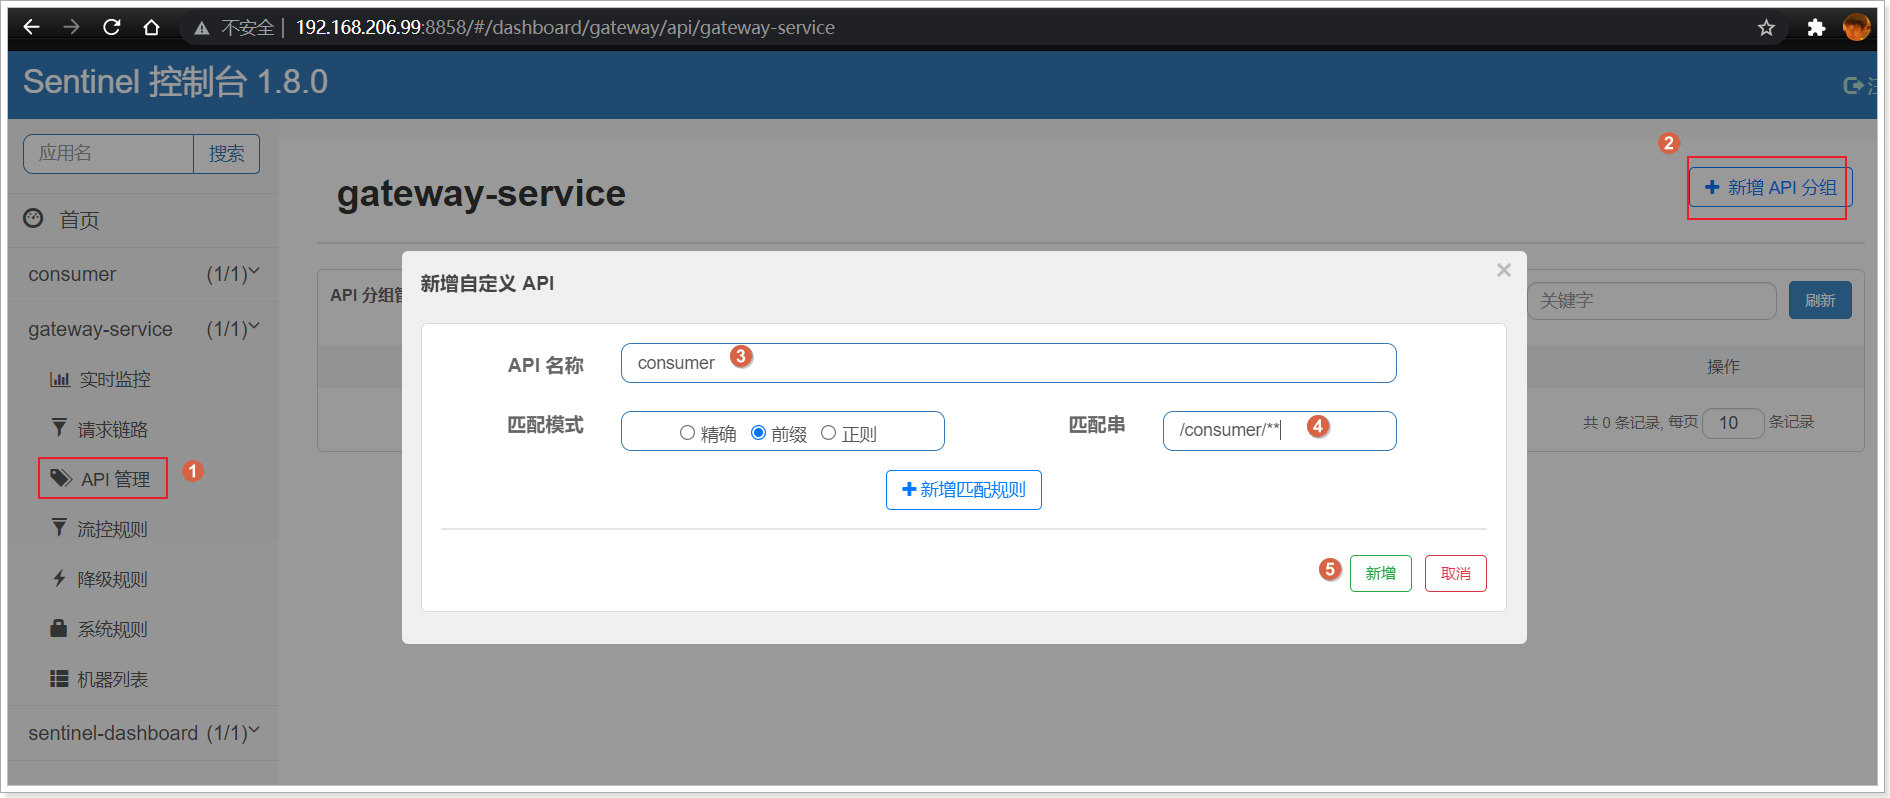 不安全 | 192.168.206.99:8858/#/dashboard/gateway/api/gateway-service
Sentinel 控制台 1.8.0
应用名 搜索
2
gateway-service
新增 API 分组
首页
consumer (1/1)
新增自定义 API
API 分组管
关键字 刷新
gateway-service (1/1)
API 名称 consumer 3
操作
实时监控
匹配模式 精确 前缀 正则 匹配串 /consumer/** 4
共 0 条记录, 每页 10 条记录
请求链路
API 管理 1
新增匹配规则
流控规则
降级规则
5 新增 取消
系统规则
机器列表
sentinel-dashboard (1/1)